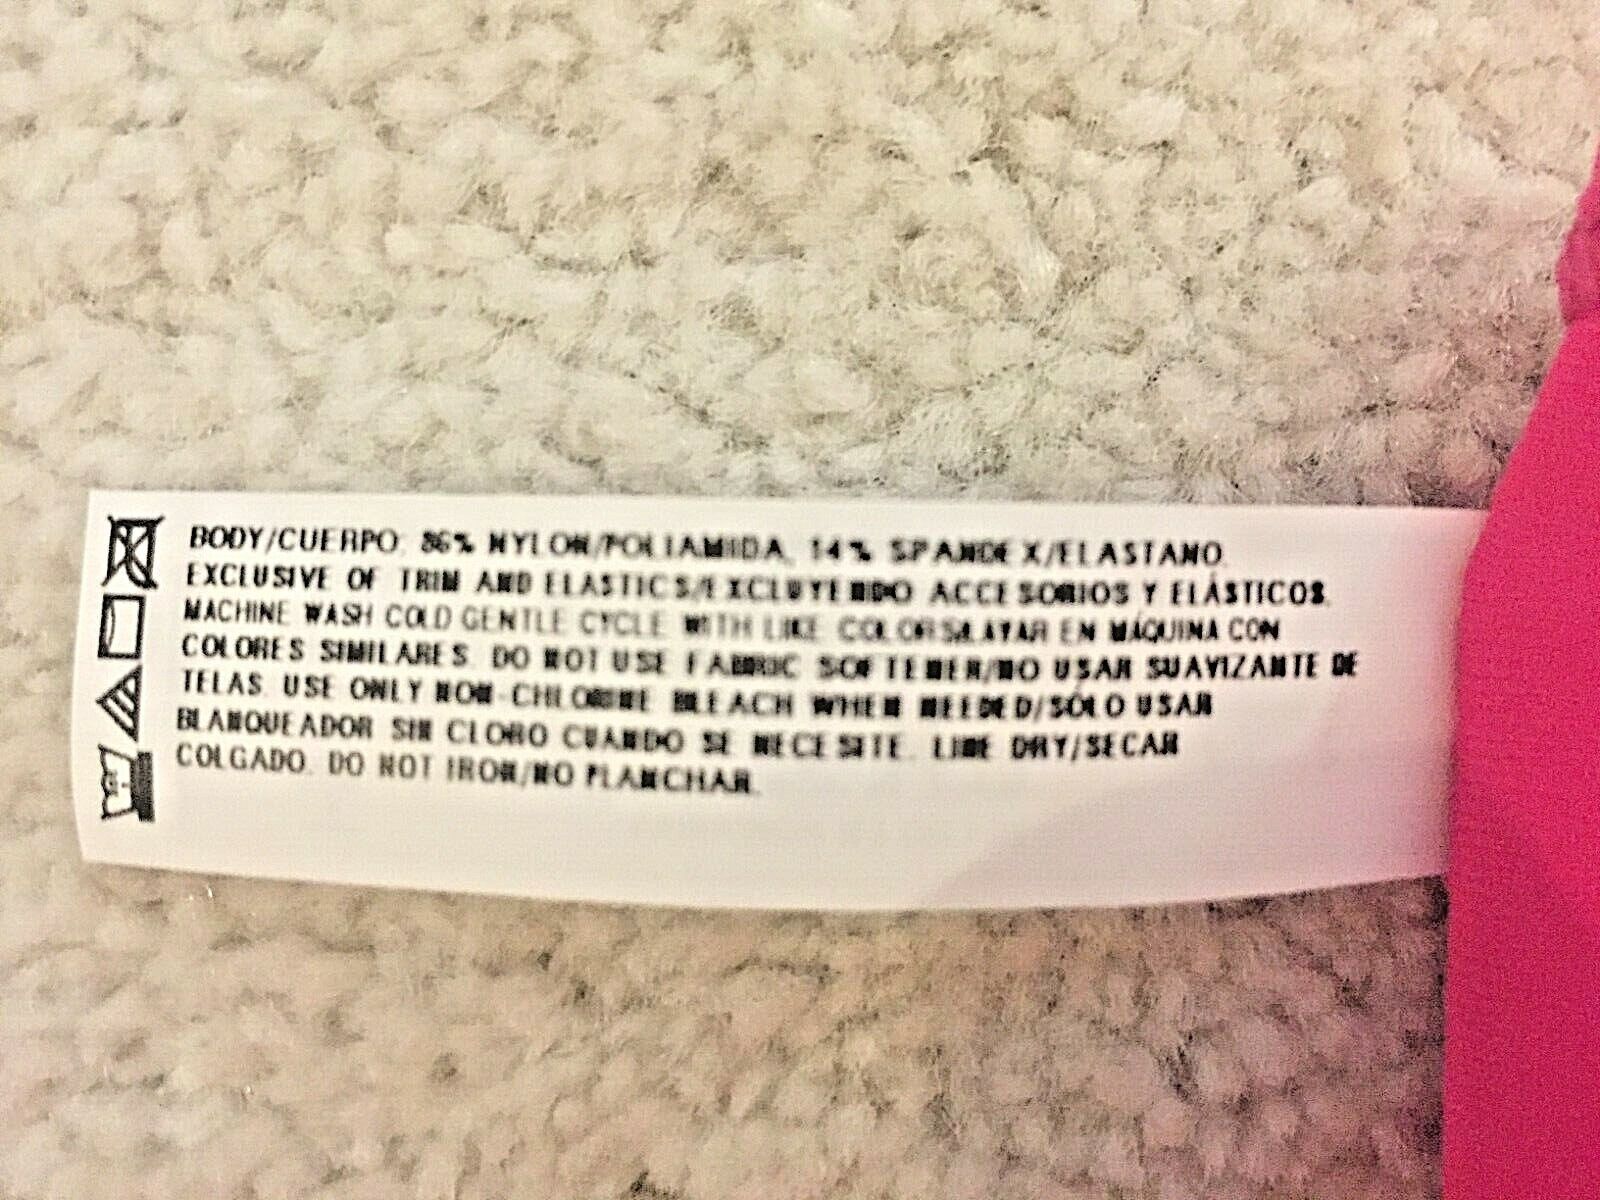 BODY/CUERPO: 86% NYLON/POLIAMIDA, 14% SPANDEX/ELASTANO.
EXCLUSIVE OF TRIM AND ELASTICS/EXCLUYENDO ACCESORIOS Y ELÁSTICOS.
MACHINE WASH COLD GENTLE CYCLE WITH LIKE COLORS/LAVAR EN MÁQUINA CON
COLORES SIMILARES. DO NOT USE FABRIC SOFTENER/NO USAR SUAVIZANTE DE
TELAS. USE ONLY NON-CHLORINE BLEACH WHEN NEEDED/SÓLO USAR
BLANQUEADOR SIN CLORO CUANDO SE NECESITE. LINE DRY/SECAR
COLGADO. DO NOT IRON/NO PLANCHAR.